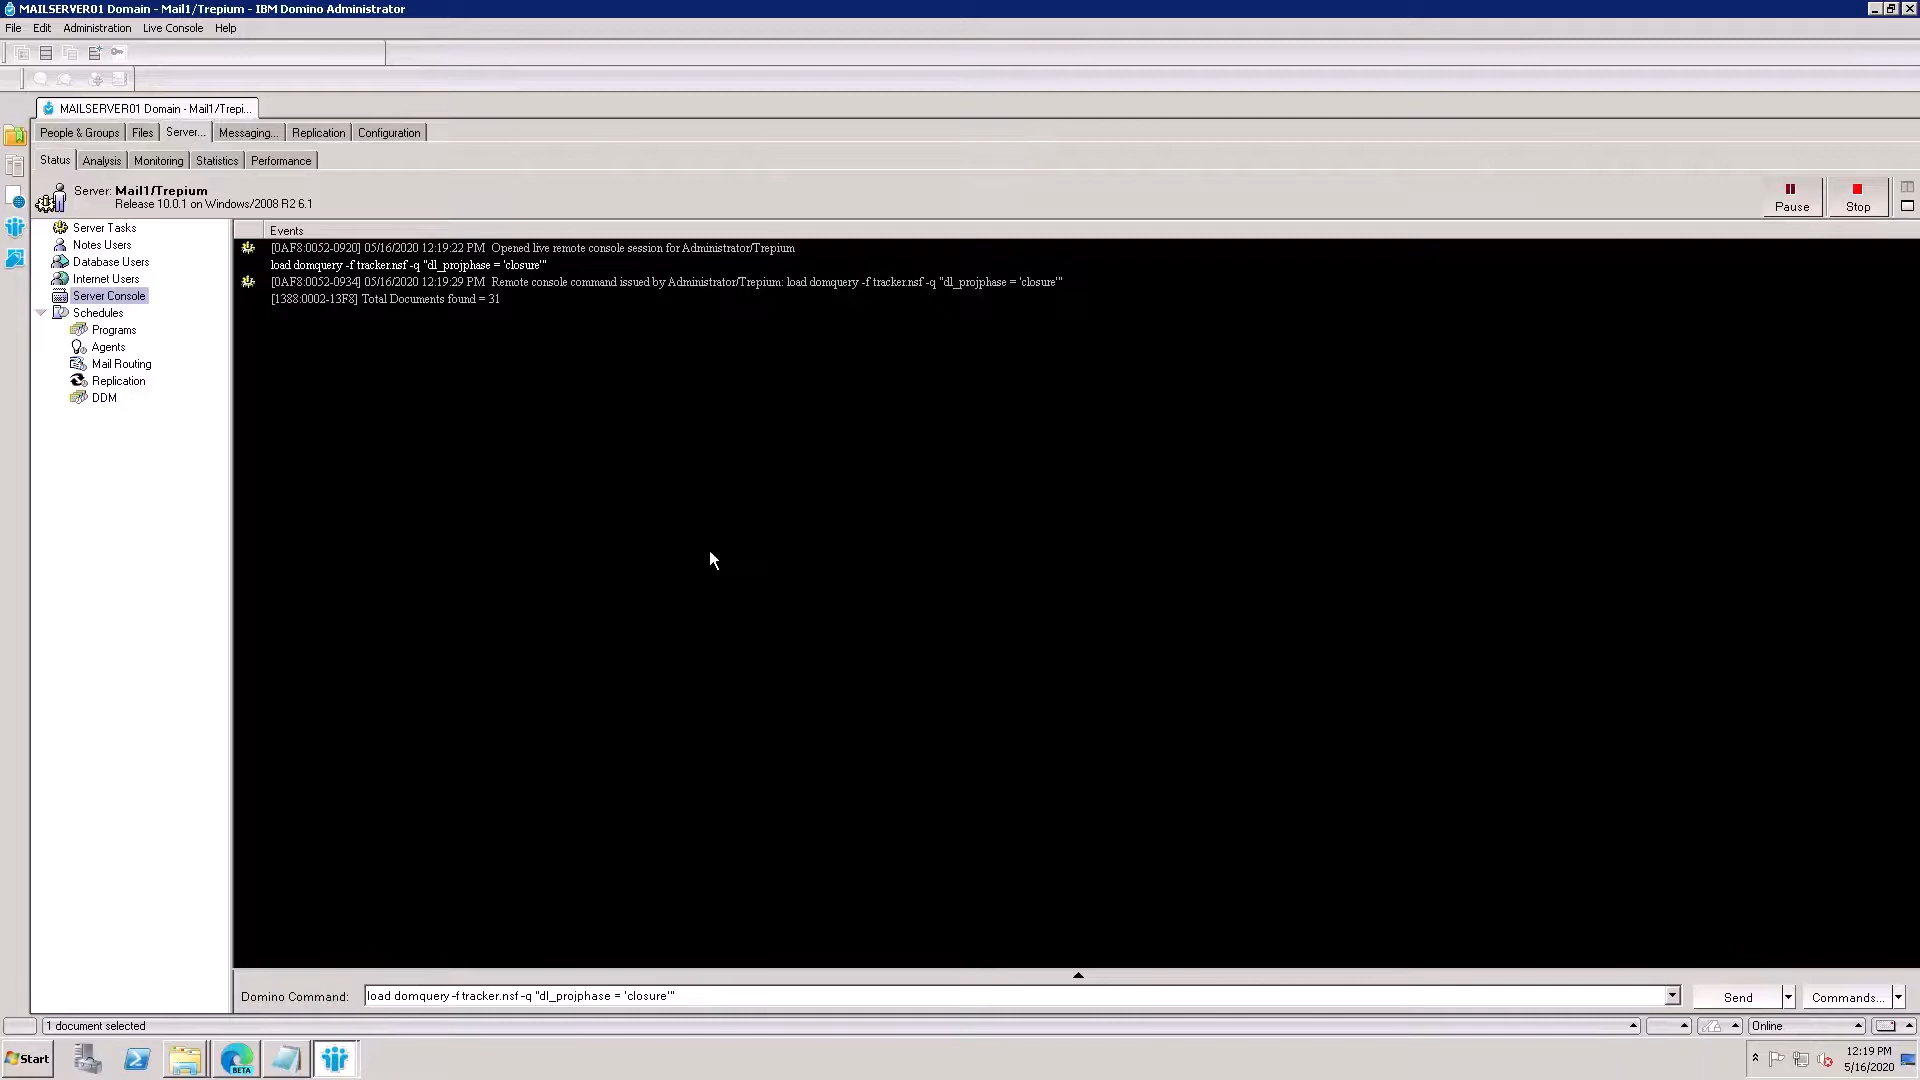 MAILSERVER01 Domain - Mail1/Trepium - IBM Domino Administrator
File Edit Administration Live Console Help
MAILSERVER01 Domain - Mail1/Trepi...
People & Groups Files Server... Messaging... Replication Configuration
Status Analysis Monitoring Statistics Performance
Server: Mail1/Trepium
Release 10.0.1 on Windows/2008 R2 6.1
Pause Stop
Server Tasks
Notes Users
Database Users
Internet Users
Server Console
Schedules
Programs
Agents
Mail Routing
Replication
DDM
Events
[0AF8:0052-0920] 05/16/2020 12:19:22 PM Opened live remote console session for Administrator/Trepium
load domquery -f tracker.nsf -q "dl_projphase = 'closure'"
[0AF8:0052-0934] 05/16/2020 12:19:29 PM Remote console command issued by Administrator/Trepium: load domquery -f tracker.nsf -q "dl_projphase = 'closure'"
[1388:0002-13F8] Total Documents found = 31
Domino Command: load domquery -f tracker.nsf -q "dl_projphase = 'closure'"
Send Commands...
1 document selected
Online
Start
BETA
12:19 PM
5/16/2020